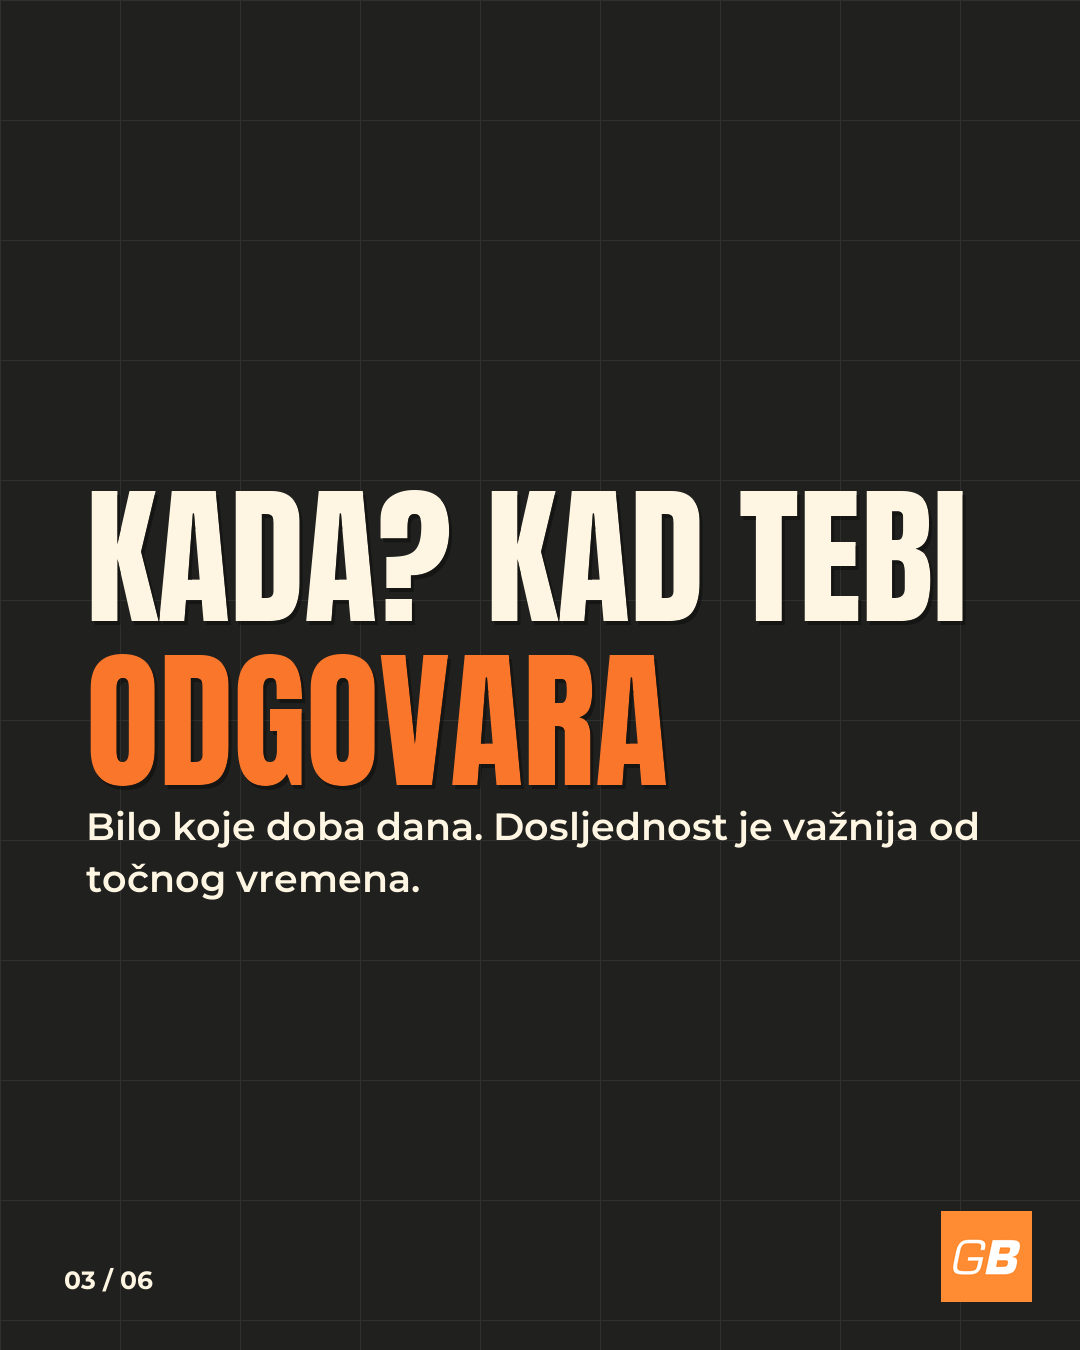 KADA? KAD TEBI
ODGOVARA
Bilo koje doba dana. Dosljednost je važnija od
točnog vremena.
03 / 06
GB